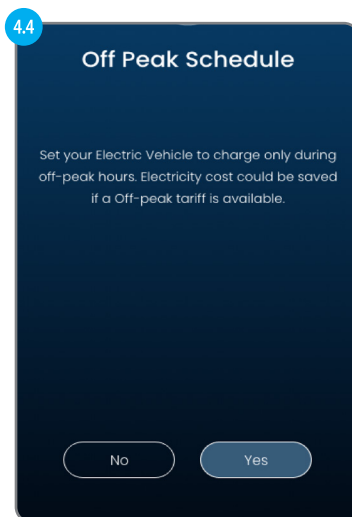 4.4
Off Peak Schedule
Set your Electric Vehicle to charge only during
off-peak hours. Electricity cost could be saved
if a Off-peak tariff is available.
No
Yes